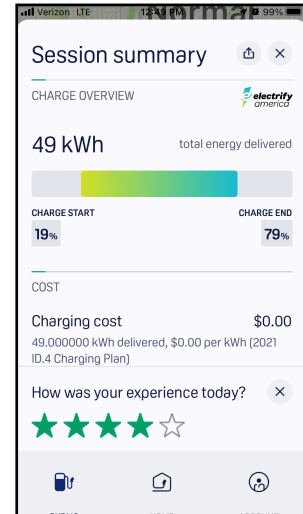 Verizon LTE 12:49 PM 99%
Session summary
CHARGE OVERVIEW
electrify
america
49 kWh total energy delivered
CHARGE START CHARGE END
19% 79%
COST
Charging cost $0.00
49.000000 kWh delivered, $0.00 per kWh (2021
ID.4 Charging Plan)
How was your experience today?